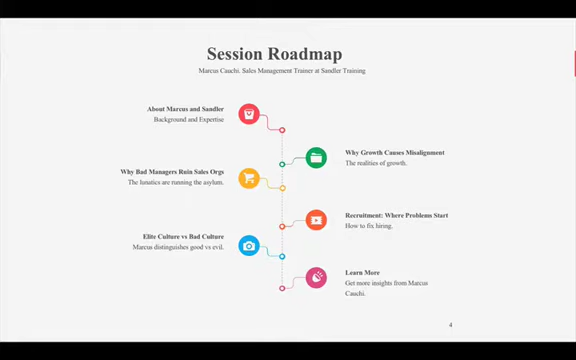 Session Roadmap
Marcus Cauchi. Sales Management Trainer at Sandler Training
About Marcus and Sandler
Background and Expertise
Why Growth Causes Misalignment
The realities of growth.
Why Bad Managers Ruin Sales Orgs
The lunatics are running the asylum.
Recruitment: Where Problems Start
How to fix hiring.
Elite Culture vs Bad Culture
Marcus distinguishes good vs evil.
Learn More
Get more insights from Marcus
Cauchi.
4